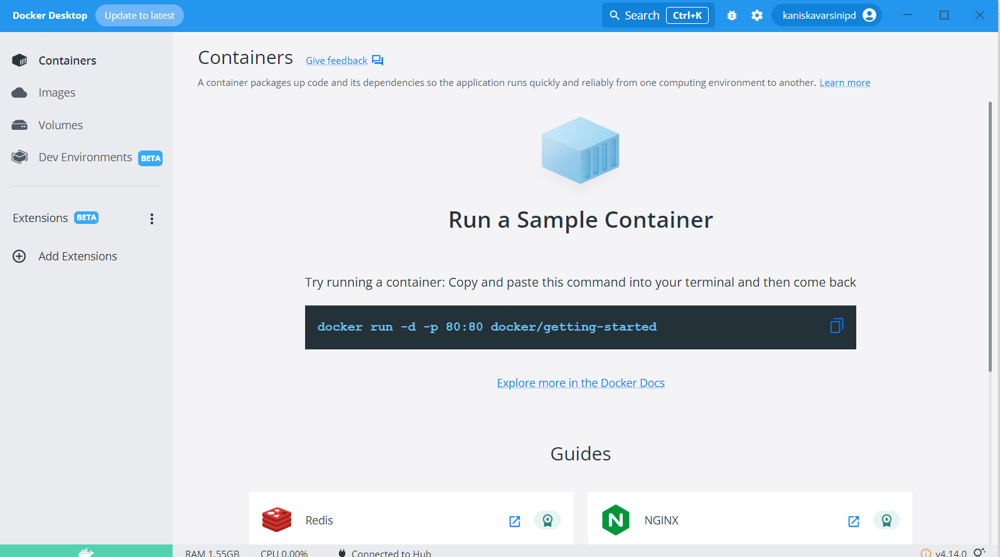 Docker Desktop Update to latest Search Ctrl+K kaniskavarsinipd
Containers
Images
Volumes
Dev Environments BETA
Extensions BETA
Add Extensions
Containers Give feedback
A container packages up code and its dependencies so the application runs quickly and reliably from one computing environment to another. Learn more
Run a Sample Container
Try running a container: Copy and paste this command into your terminal and then come back
docker run -d -p 80:80 docker/getting-started
Explore more in the Docker Docs
Guides
Redis
N NGINX
RAM 1.55GB CPU 0.00% Connected to Hub v4.14.0